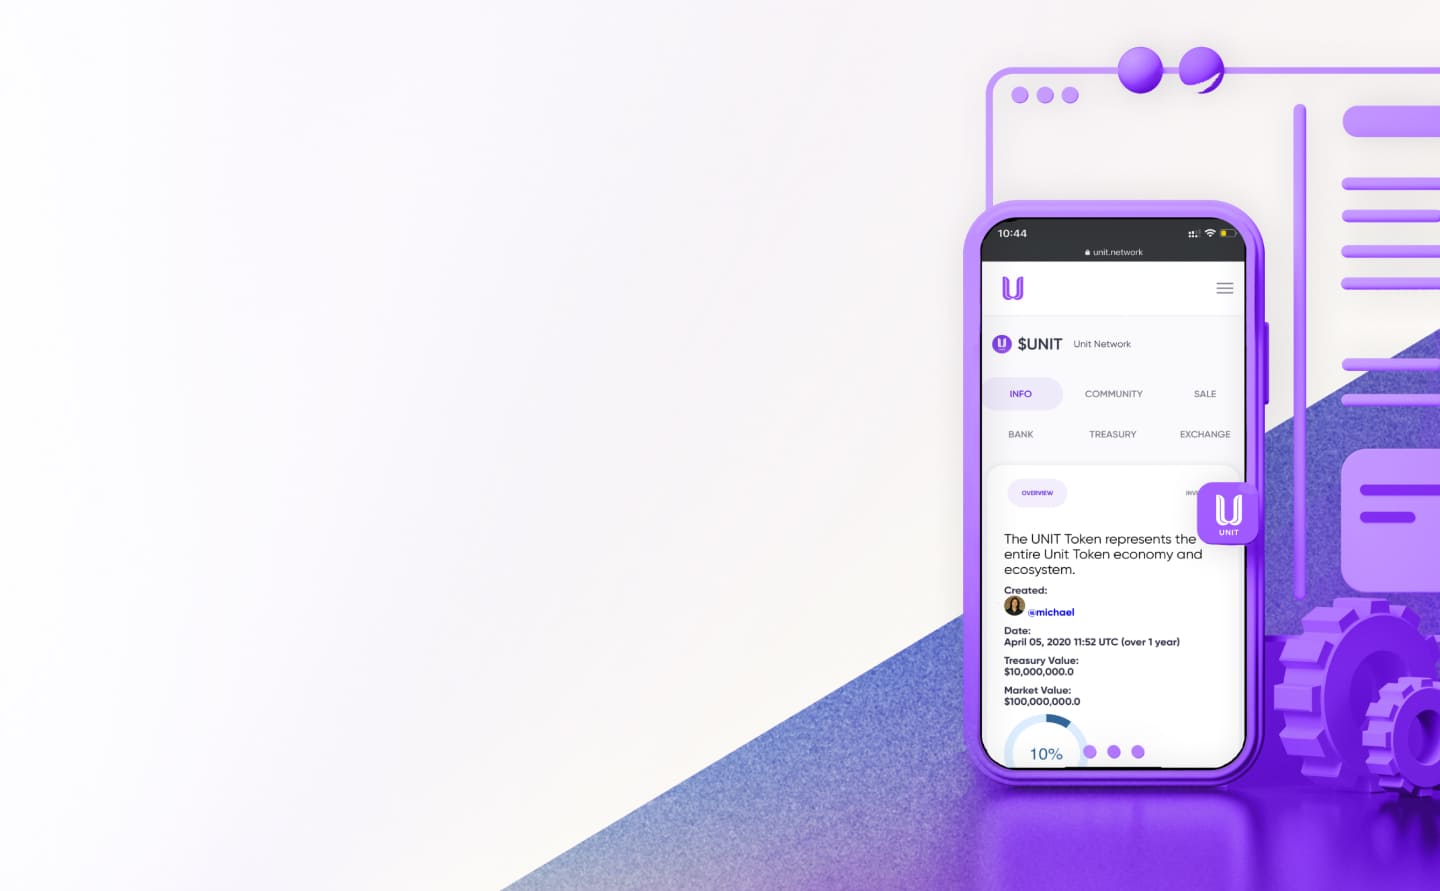 10:44
unit.network
$UNIT Unit Network
INFO COMMUNITY SALE
BANK TREASURY EXCHANGE
OVERVIEW
UNIT
The UNIT Token represents the
entire Unit Token economy and
ecosystem.
Created:
@michael
Date:
April 05, 2020 11:52 UTC (over 1 year)
Treasury Value:
$10,000,000.0
Market Value:
$100,000,000.0
10%